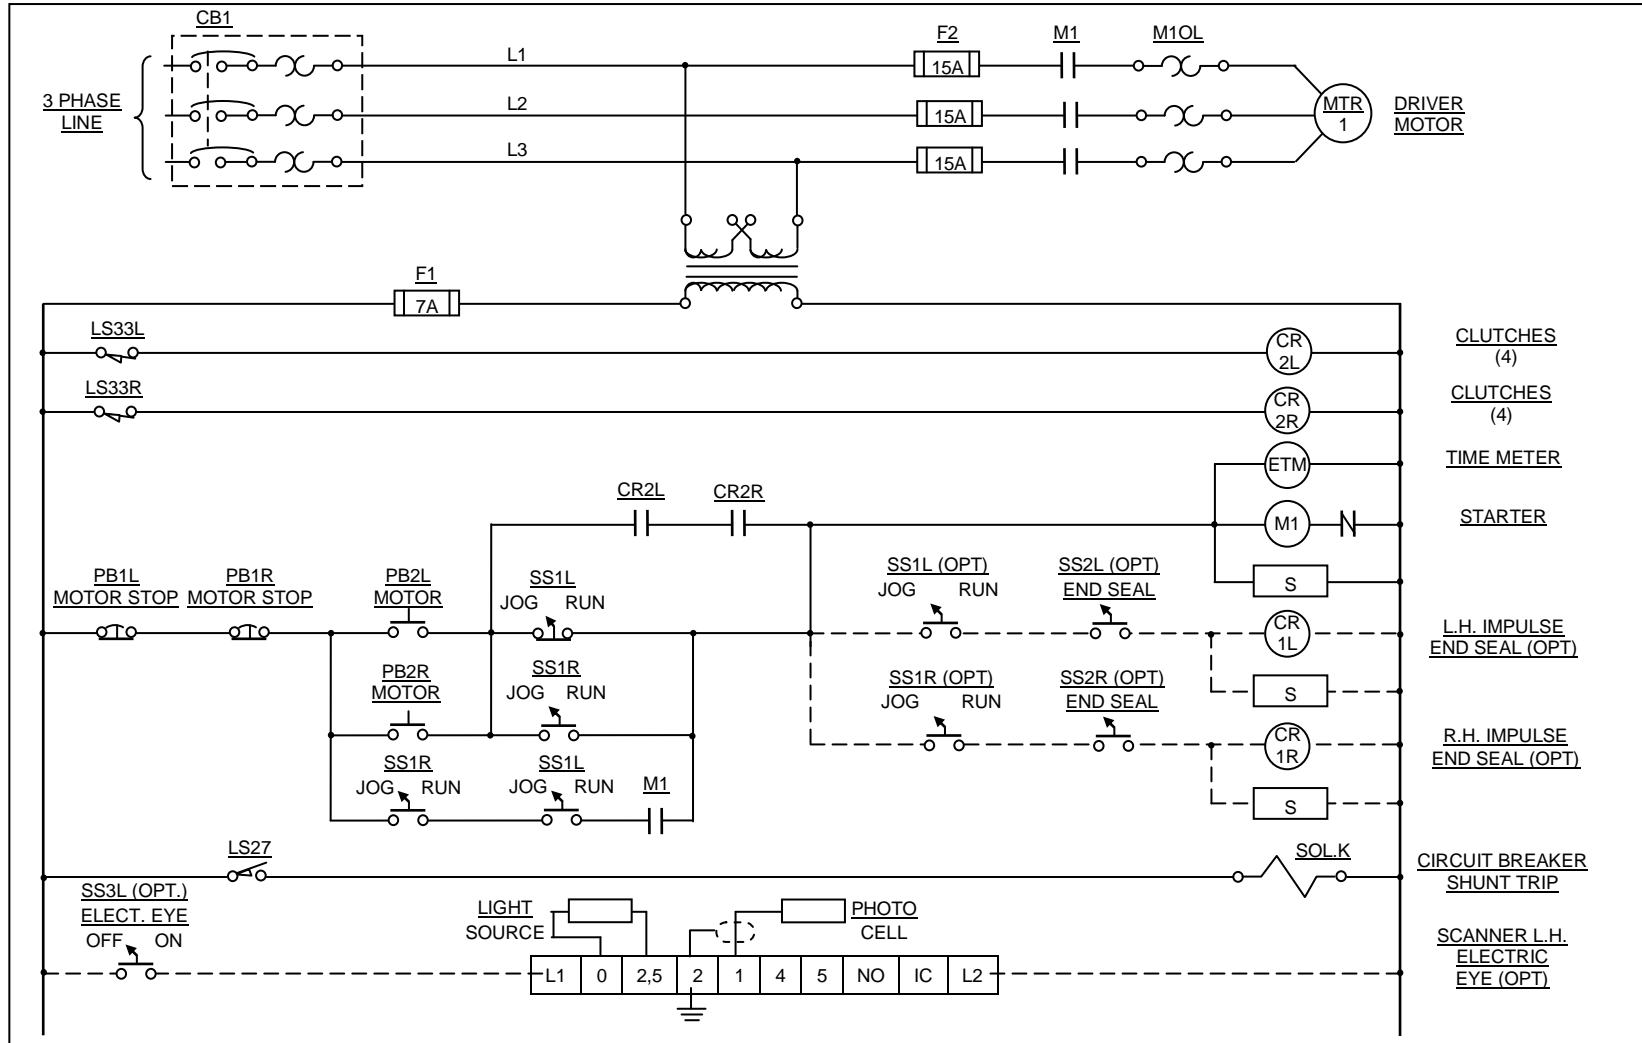 CB1
3 PHASE
LINE
L1
L2
L3
F2
M1
M1OL
15A
15A
15A
MTR
1
DRIVER
MOTOR
F1
7A
LS33L
CR
2L
CLUTCHES
(4)
LS33R
CR
2R
CLUTCHES
(4)
ETM
TIME METER
CR2L
CR2R
M1
STARTER
PB1L
MOTOR STOP
PB1R
MOTOR STOP
PB2L
MOTOR
SS1L
JOG RUN
SS1L (OPT)
JOG RUN
SS2L (OPT)
END SEAL
S
CR
1L
L.H. IMPULSE
END SEAL (OPT)
PB2R
MOTOR
SS1R
JOG RUN
SS1R (OPT)
JOG RUN
SS2R (OPT)
END SEAL
S
CR
1R
R.H. IMPULSE
END SEAL (OPT)
SS1R
JOG RUN
SS1L
JOG RUN
M1
S
LS27
SOL.K
CIRCUIT BREAKER
SHUNT TRIP
SS3L (OPT.)
ELECT. EYE
OFF ON
LIGHT
SOURCE
PHOTO
CELL
L1 0 2,5 2 1 4 5 NO IC L2
SCANNER L.H.
ELECTRIC
EYE (OPT)